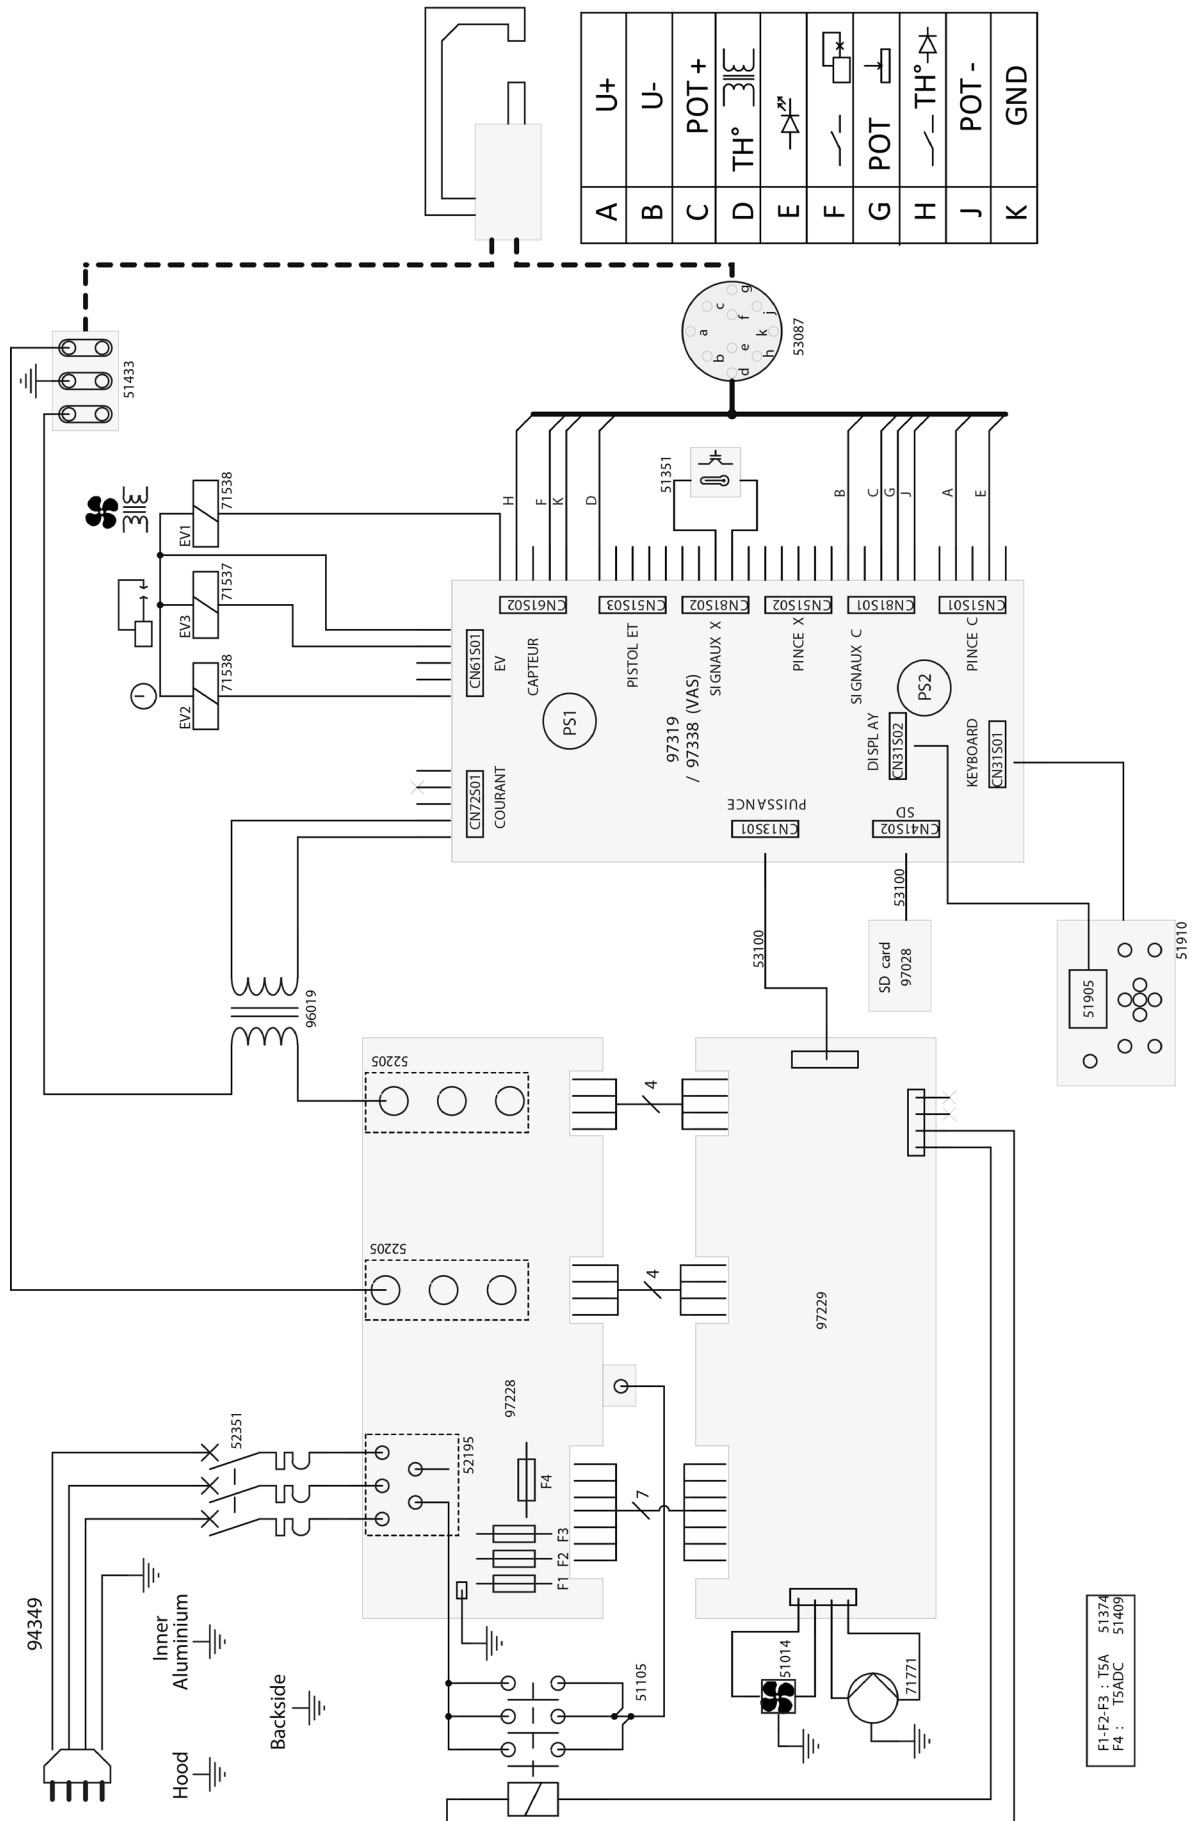 A U+
B U-
C POT +
D TH°
E
F
G POT
H TH°
J POT -
K GND
51433
53087
a
b
c
d
e
f
g
h
j
k
EV1
71538
EV3
71537
EV2
71538
51351
H
F
K
D
B
C
G
J
A
E
CN61S02
CN51S03
CN81S02
CN51S02
CN81S01
CN51S01
CAPTEUR
PISTOL ET
SIGNAUX X
PINCE X
SIGNAUX C
PINCE C
CN61S01
EV
CN72S01
COURANT
PS1
PS2
97319
/ 97338 (VAS)
DISPLAY
CN31S02
KEYBOARD
CN31S01
PUISSANCE
CN13S01
SD
CN41S02
53100
53100
SD card
97028
51905
51910
96019
52205
52205
4
4
7
97228
97229
52351
52195
F1
F2
F3
F4
94349
Inner
Aluminium
Backside
Hood
51105
51014
71771
F1-F2-F3 : T5A 51374
F4 : T5ADC 51409